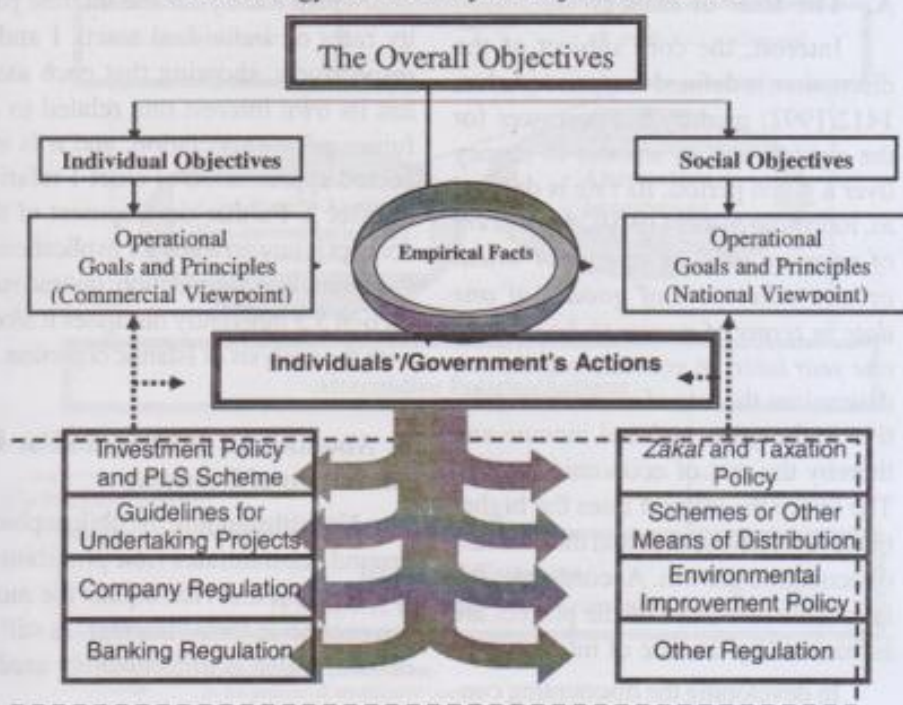 The Overall Objectives
Individual Objectives
Social Objectives
Operational
Goals and Principles
(Commercial Viewpoint)
Empirical Facts
Operational
Goals and Principles
(National Viewpoint)
Individuals'/Government's Actions
Investment Policy
and PLS Scheme
Zakat and Taxation
Policy
Guidelines for
Undertaking Projects
Schemes or Other
Means of Distribution
Company Regulation
Environmental
Improvement Policy
Banking Regulation
Other Regulation